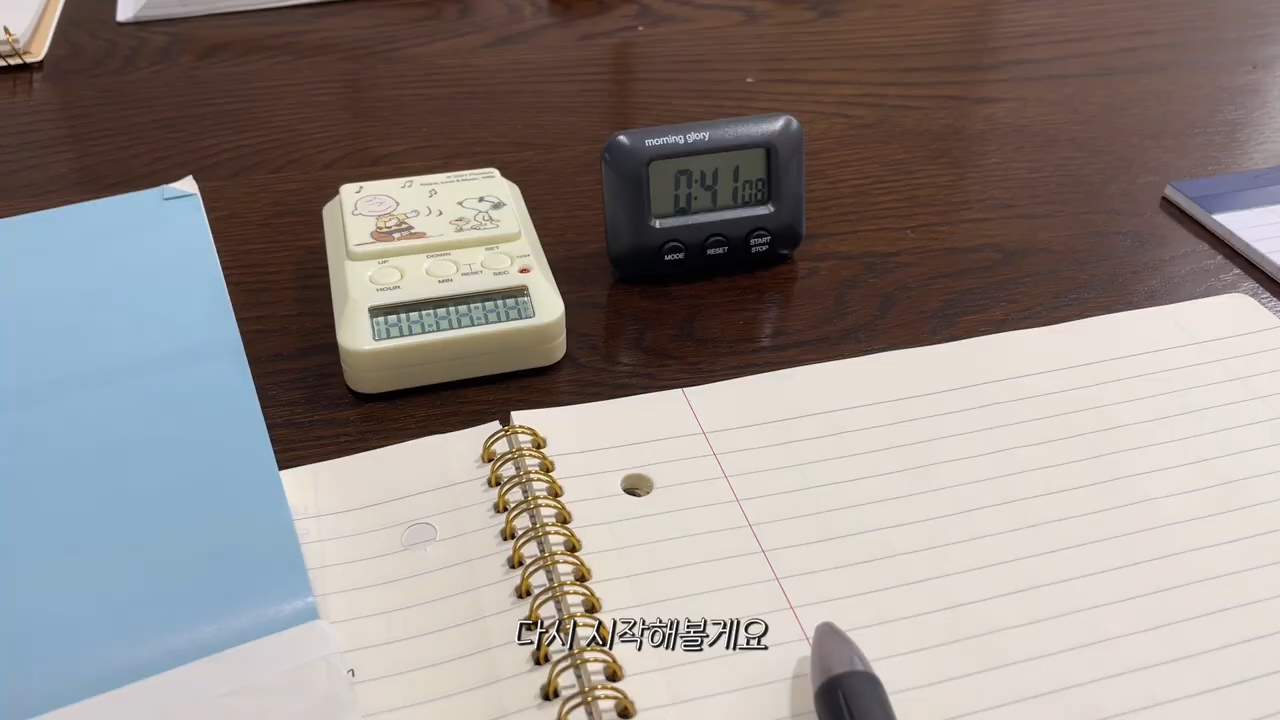 morning glory
0:41 08
MODE
RESET
START
STOP
UP
DOWN
SET
HOUR
MIN
RESET
SEC
다시 시작해볼게요